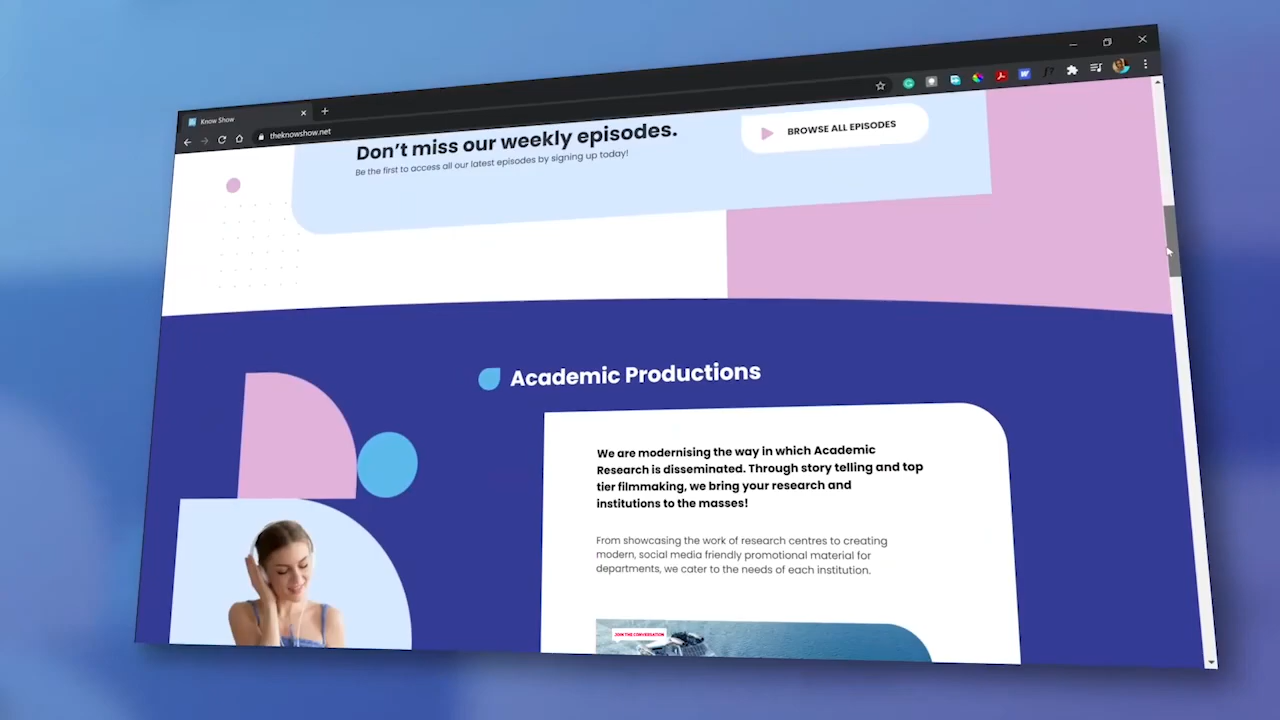 Know Show
theknowshow.net
Don't miss our weekly episodes.
Be the first to access all our latest episodes by signing up today!
BROWSE ALL EPISODES
Academic Productions
We are modernising the way in which Academic
Research is disseminated. Through story telling and top
tier filmmaking, we bring your research and
institutions to the masses!
From showcasing the work of research centres to creating
modern, social media friendly promotional material for
departments, we cater to the needs of each institution.
JOIN THE CONVERSATION